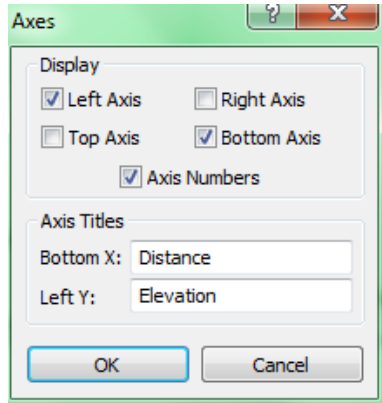 Axes
Display
Left Axis Right Axis
Top Axis Bottom Axis
Axis Numbers
Axis Titles
Bottom X: Distance
Left Y: Elevation
OK Cancel